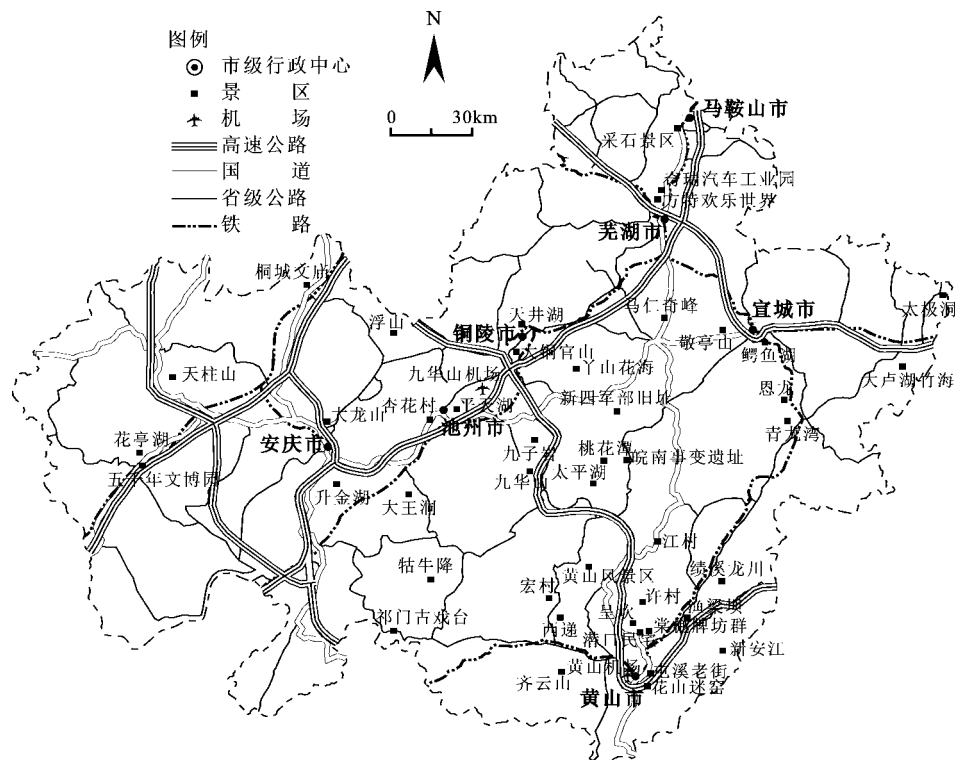 N
图例
市级行政中心
景 区
机 场
高速公路
国 道
省级公路
铁 路
0 30km
马鞍山市
采石景区
奇瑞汽车工业园
方特欢乐世界
芜湖市
桐城文庙
浮山
天井湖
铜陵市
大铜官山
马仁奇峰
宣城市
太极洞
敬亭山
鳄鱼湖
天柱山
九华山机场
丫山花海
大卢湖竹海
恩龙
杏花村
平天湖
新四军部旧址
大龙山
池州市
青龙湾
花亭湖
安庆市
九子岩
桃花潭
皖南事变遗址
五千年文博园
九华山
太平湖
升金湖
大王洞
江村
牯牛降
黄山风景区
绩溪龙川
宏村
许村
呈坎
祁门古戏台
西递
潜口民宅
棠樾牌坊群
新安江
黄山机场
屯溪老街
齐云山
黄山市
花山迷窑